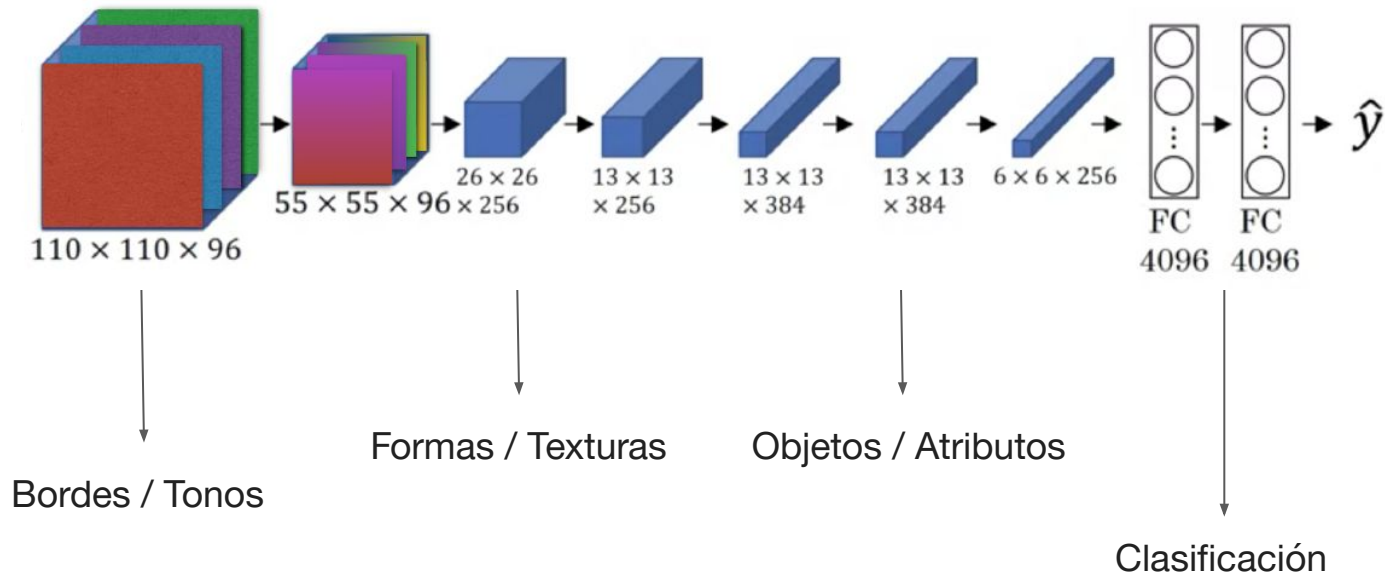 110 × 110 × 96
55 × 55 × 96
26 × 26
× 256
13 × 13
× 256
13 × 13
× 384
13 × 13
× 384
6 × 6 × 256
FC
4096
FC
4096
ŷ
Bordes / Tonos
Formas / Texturas
Objetos / Atributos
Clasificación